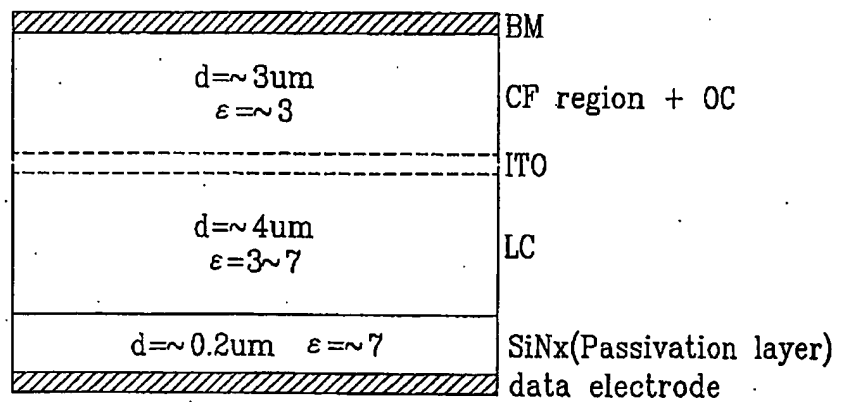 BM
d=~3um
ε=~3
CF region + OC
ITO
d=~4um
ε=3~7
LC
d=~0.2um ε=~7
SiNx(Passivation layer)
data electrode